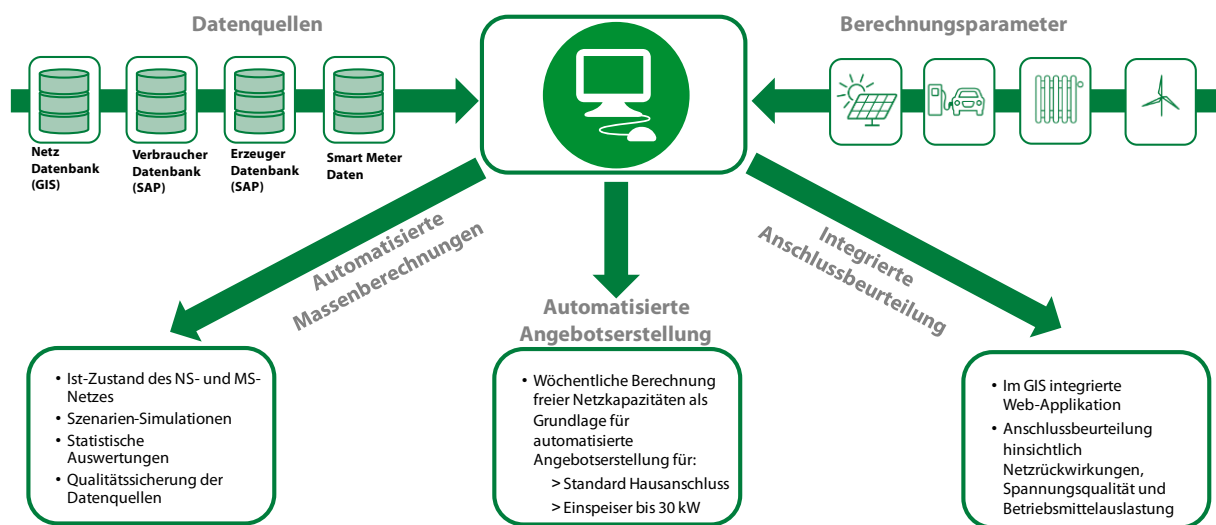 Datenquellen
Berechnungsparameter
Netz
Datenbank
(GIS)
Verbraucher
Datenbank
(SAP)
Erzeuger
Datenbank
(SAP)
Smart Meter
Daten
Automatisierte
Massenberechnungen
Automatisierte
Angebotserstellung
Integrierte
Anschlussbeurteilung
• Ist-Zustand des NS- und MS-
Netzes
• Szenarien-Simulationen
• Statistische
Auswertungen
• Qualitätssicherung der
Datenquellen
• Wöchentliche Berechnung
freier Netzkapazitäten als
Grundlage für
automatisierte
Angebotserstellung für:
> Standard Hausanschluss
> Einspeiser bis 30 kW
• Im GIS integrierte
Web-Applikation
• Anschlussbeurteilung
hinsichtlich
Netzrückwirkungen,
Spannungsqualität und
Betriebsmittelauslastung